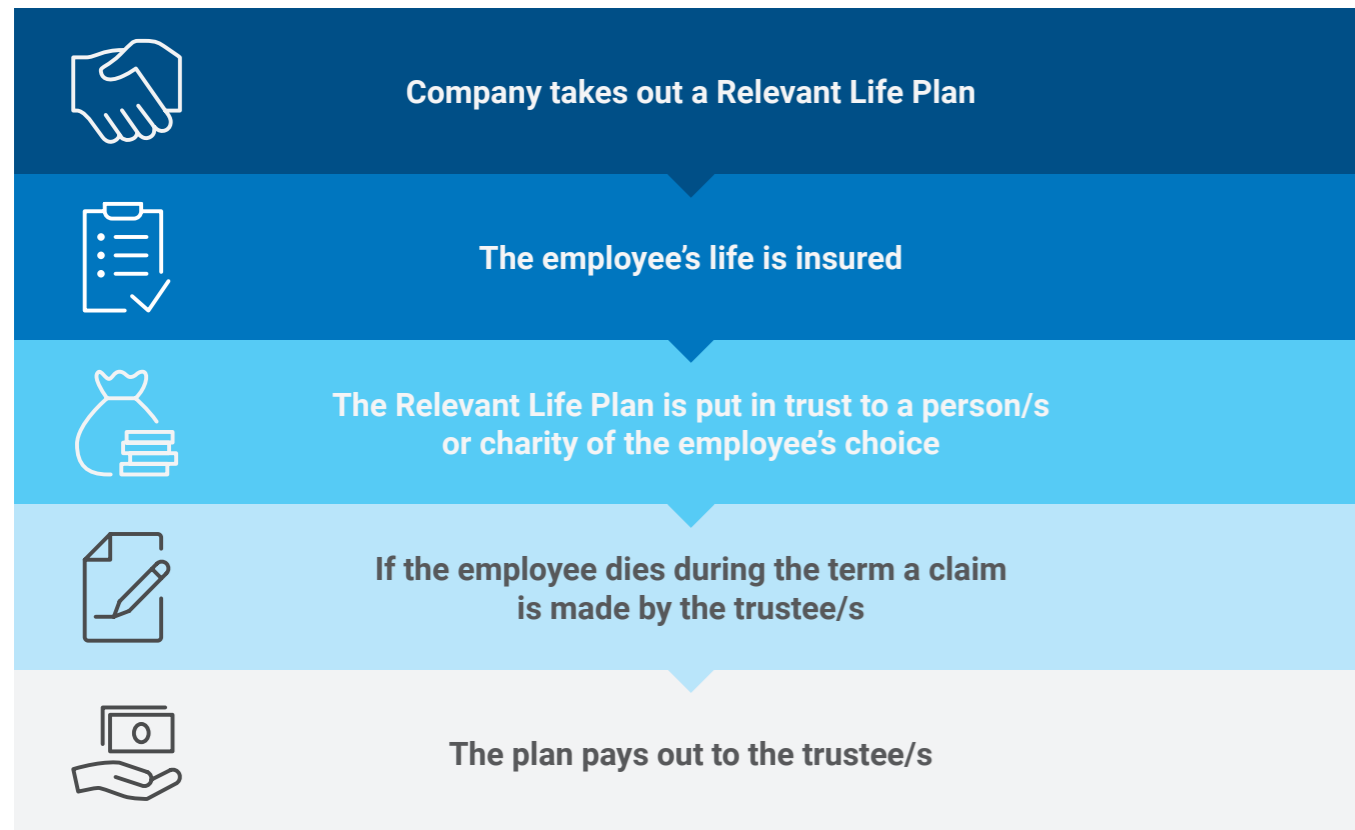 Company takes out a Relevant Life Plan
The employee’s life is insured
The Relevant Life Plan is put in trust to a person/s
or charity of the employee’s choice
If the employee dies during the term a claim
is made by the trustee/s
The plan pays out to the trustee/s